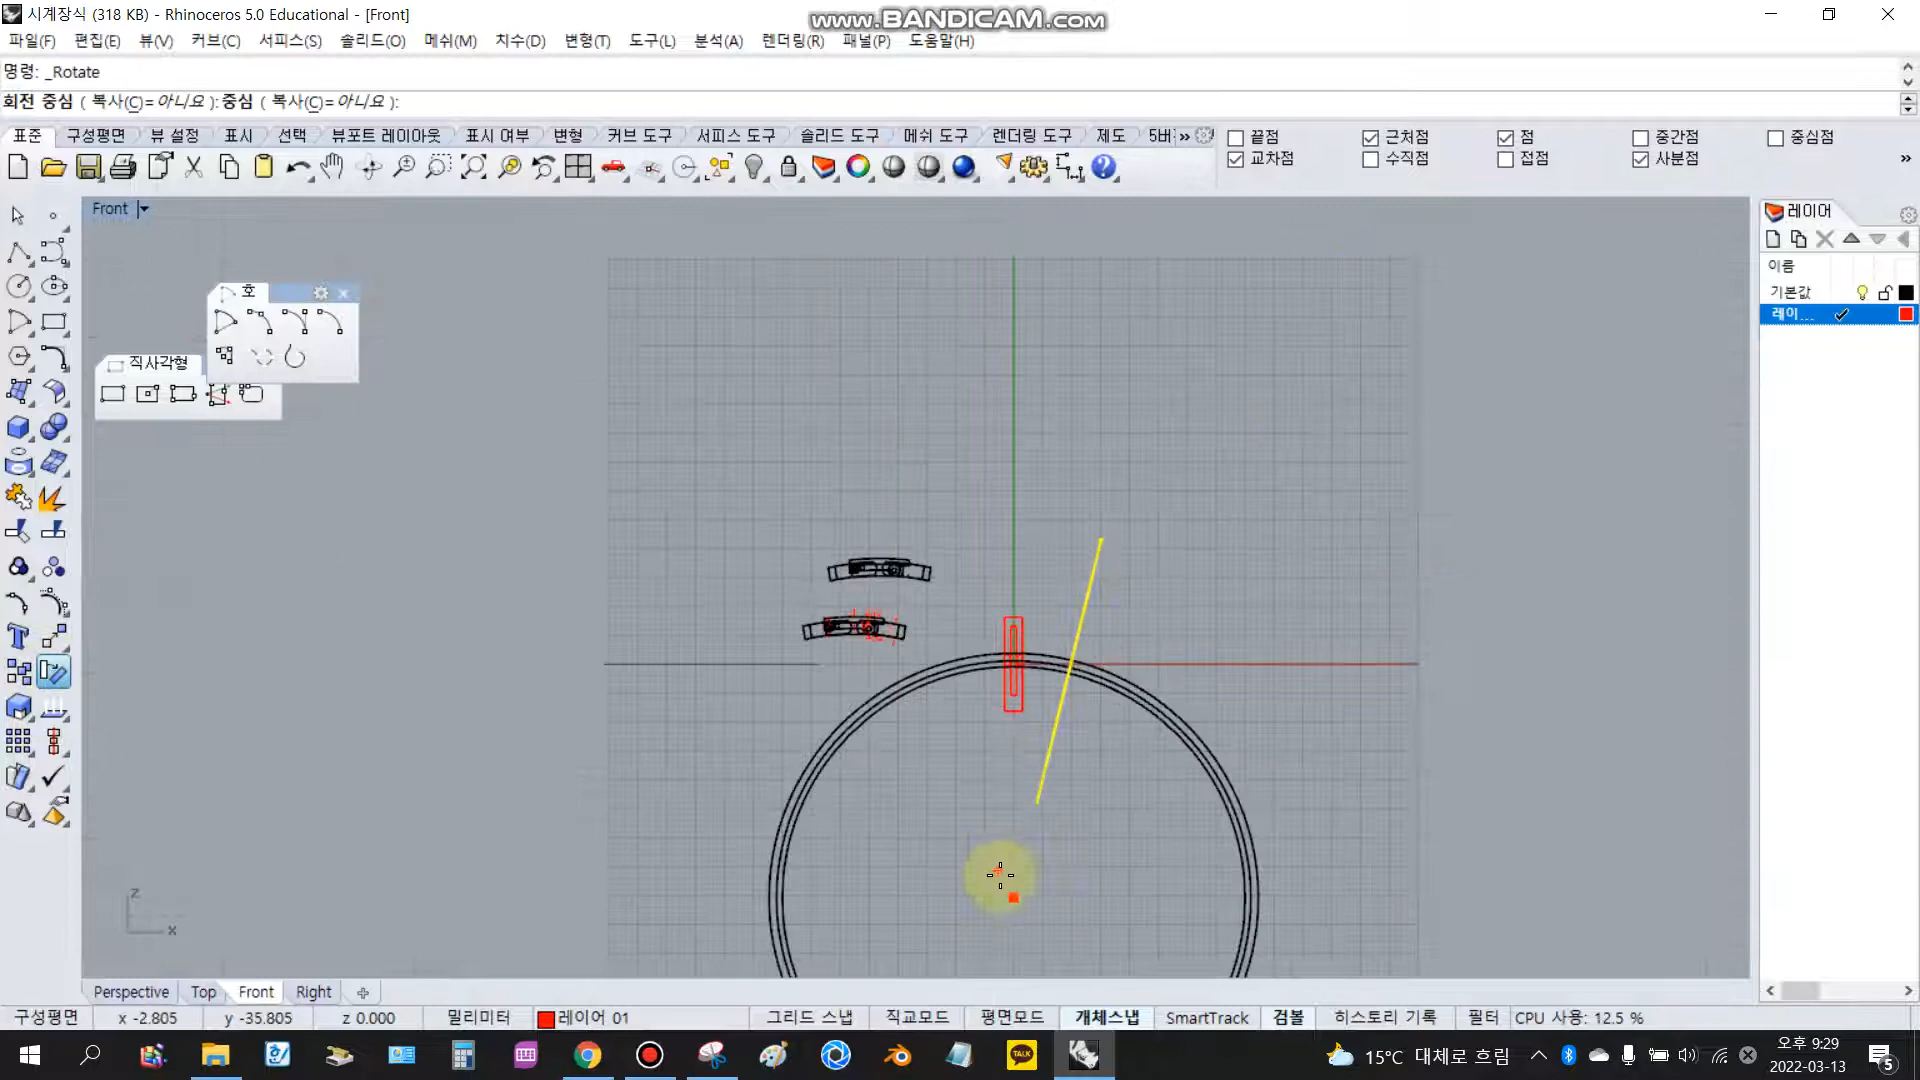 시계장식 (318 KB) - Rhinoceros 5.0 Educational - [Front]
www.BANDICAM.com
파일(F) 편집(E) 뷰(V) 커브(C) 서피스(S) 솔리드(O) 메쉬(M) 치수(D) 변형(T) 도구(L) 분석(A) 렌더링(R) 패널(P) 도움말(H)
명령: _Rotate
회전 중심 ( 복사(C)=아니요 ):중심 ( 복사(C)=아니요 ):
표준 구성평면 뷰 설정 표시 선택 뷰포트 레이아웃 표시 여부 변형 커브 도구 서피스 도구 솔리드 도구 메쉬 도구 렌더링 도구 제도 5버 »
끝점 근처점 점 중간점 중심점
교차점 수직점 접점 사분점 »
Front
레이어
이름
기본값
레이...
호
직사각형
z
x
Perspective Top Front Right
구성평면 x -2.805 y -35.805 z 0.000 밀리미터 레이어 01 그리드 스냅 직교모드 평면모드 개체스냅 SmartTrack 검볼 히스토리 기록 필터 CPU 사용: 12.5 %
TALK
15°C 대체로 흐림
오후 9:29
2022-03-13
5